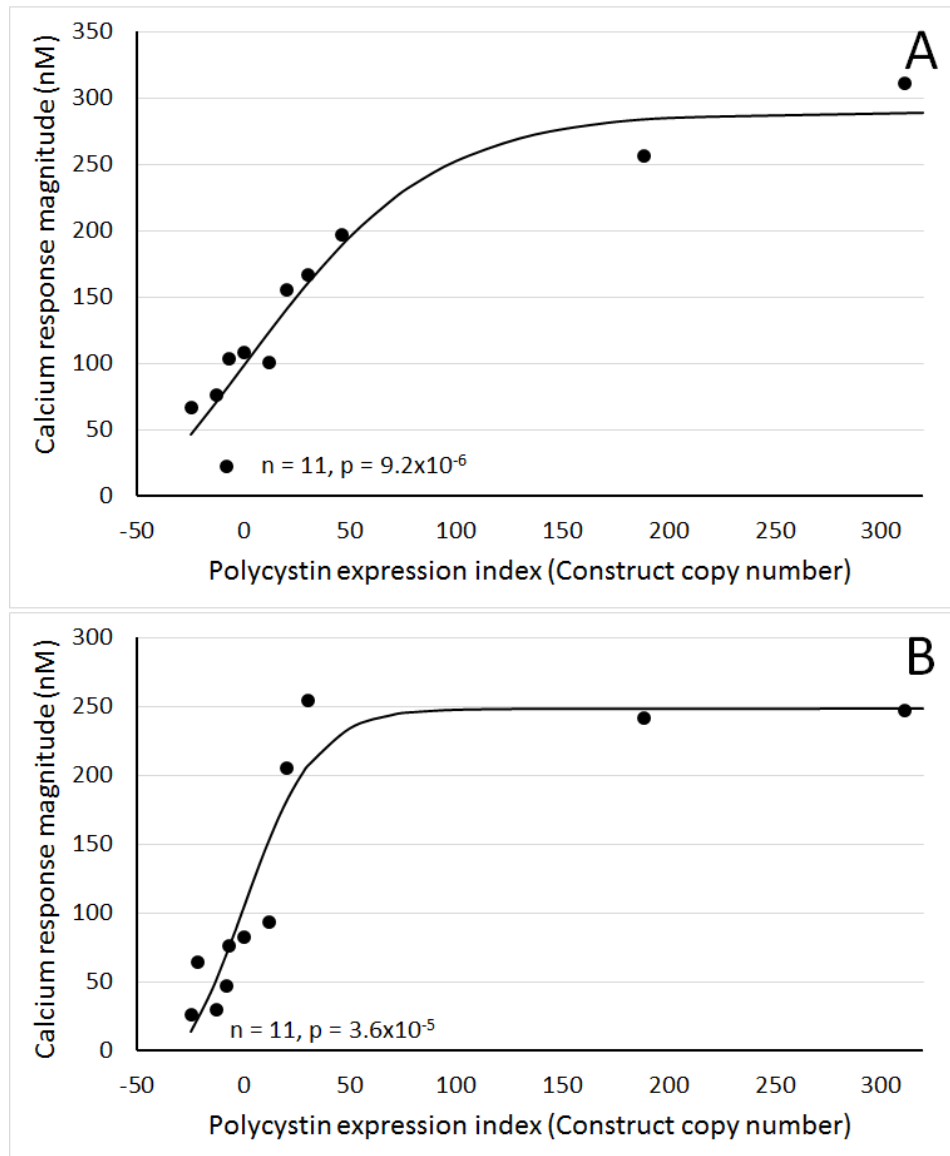 A
Calcium response magnitude (nM)
350
300
250
200
150
100
50
0
n = 11, p = 9.2x10⁻⁶
-50 0 50 100 150 200 250 300
Polycystin expression index (Construct copy number)
B
Calcium response magnitude (nM)
300
250
200
150
100
50
0
n = 11, p = 3.6x10⁻⁵
-50 0 50 100 150 200 250 300
Polycystin expression index (Construct copy number)